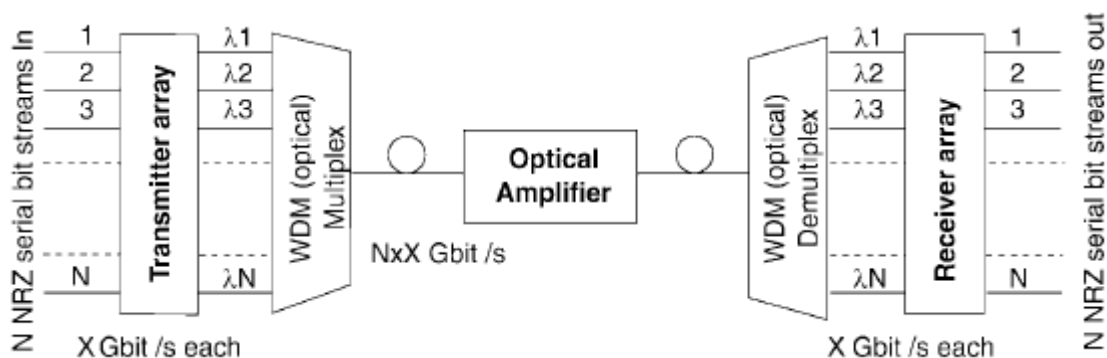 N NRZ serial bit streams In
1
2
3
N
Transmitter array
λ1
λ2
λ3
λN
X Gbit /s each
WDM (optical)
Multiplex
NxX Gbit /s
Optical
Amplifier
WDM (optical)
Demultiplex
λ1
λ2
λ3
λN
Receiver array
1
2
3
N
X Gbit /s each
N NRZ serial bit streams out